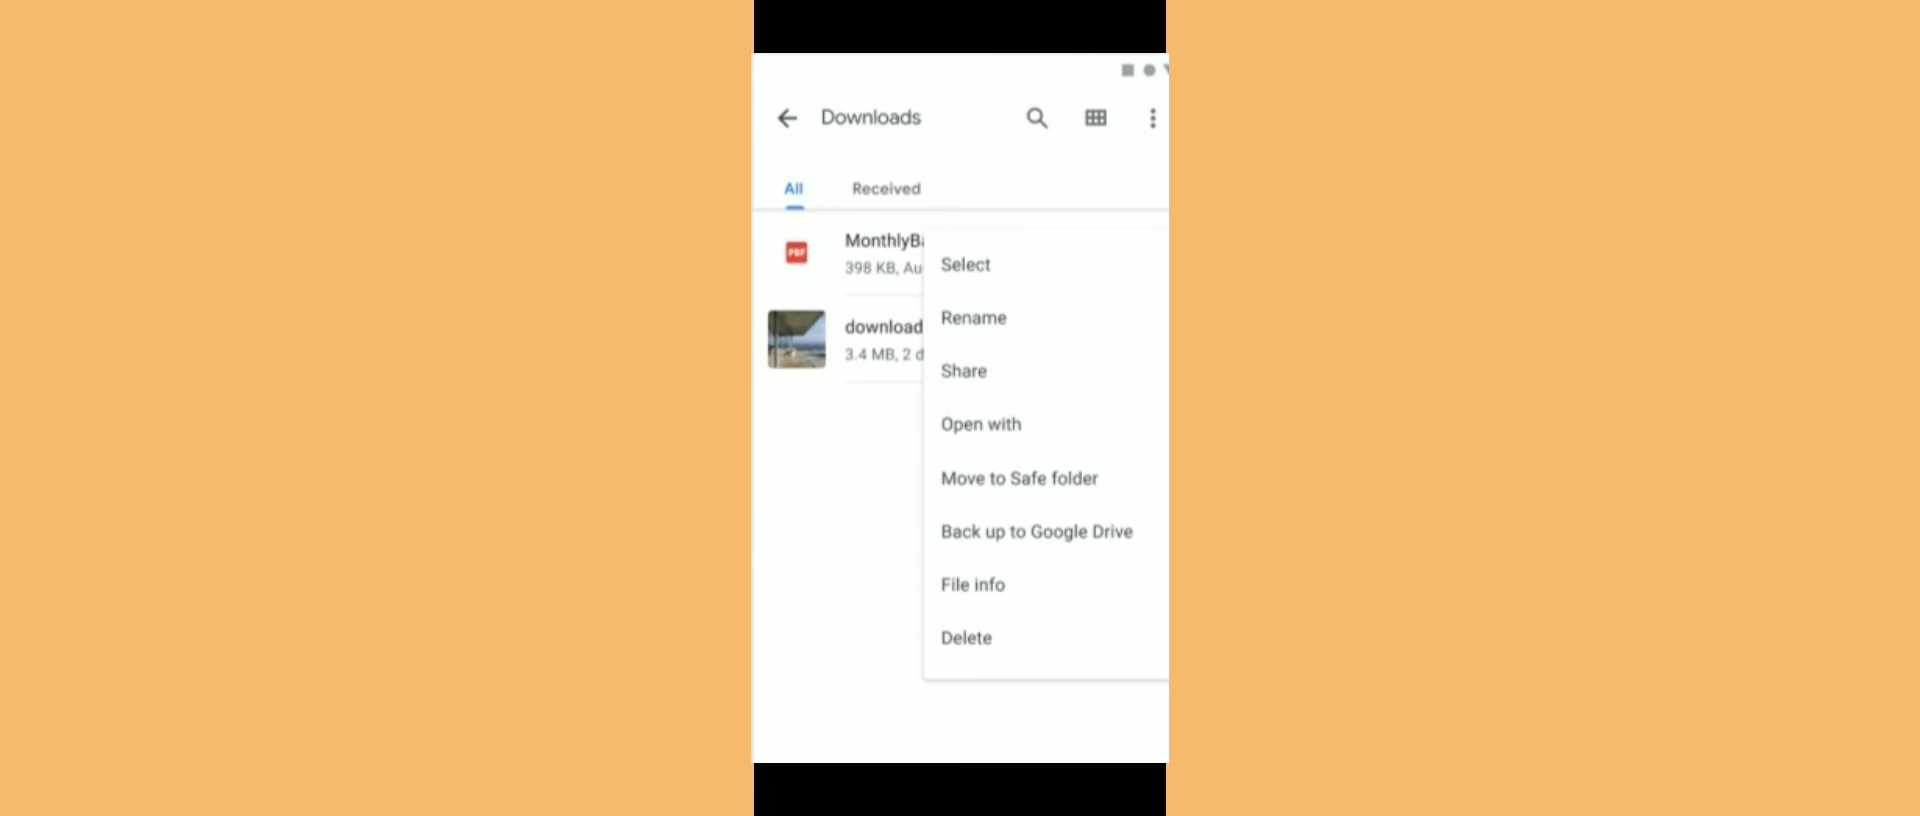 Downloads
All Received
MonthlyBa
398 KB, Au
download
3.4 MB, 2 d
Select
Rename
Share
Open with
Move to Safe folder
Back up to Google Drive
File info
Delete